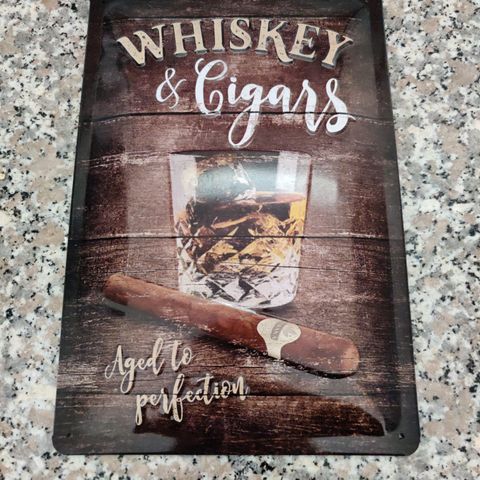 WHISKEY
& Cigars
Aged to
perfection